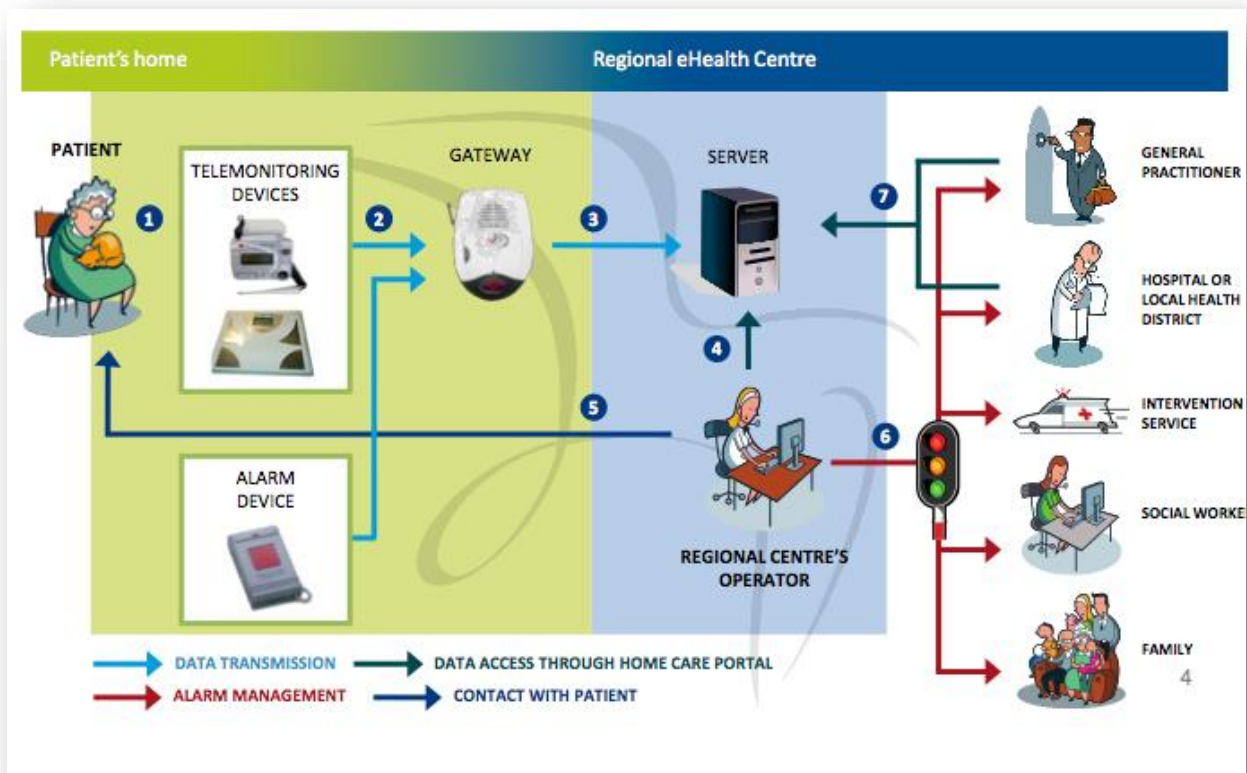 Patient's home
Regional eHealth Centre
PATIENT
1
TELEMONITORING
DEVICES
2
GATEWAY
3
SERVER
7
GENERAL
PRACTITIONER
HOSPITAL OR
LOCAL HEALTH
DISTRICT
4
5
6
INTERVENTION
SERVICE
ALARM
DEVICE
REGIONAL CENTRE'S
OPERATOR
SOCIAL WORKE
FAMILY
4
DATA TRANSMISSION
DATA ACCESS THROUGH HOME CARE PORTAL
ALARM MANAGEMENT
CONTACT WITH PATIENT